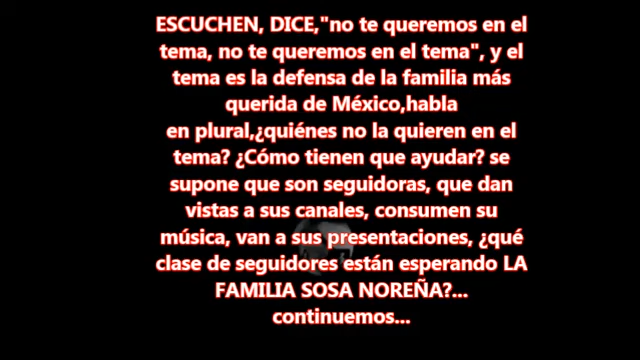 ESCUCHEN, DICE,"no te queremos en el
tema, no te queremos en el tema", y el
tema es la defensa de la familia más
querida de México,habla
en plural,¿quiénes no la quieren en el
tema? ¿Cómo tienen que ayudar? se
supone que son seguidoras, que dan
vistas a sus canales, consumen su
música, van a sus presentaciones, ¿qué
clase de seguidores están esperando LA
FAMILIA SOSA NOREÑA?...
continuemos...